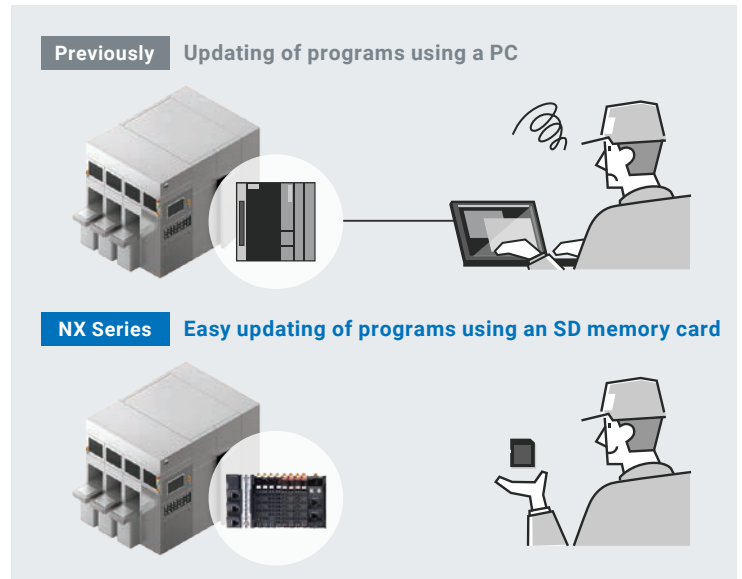 Previously Updating of programs using a PC
NX Series Easy updating of programs using an SD memory card